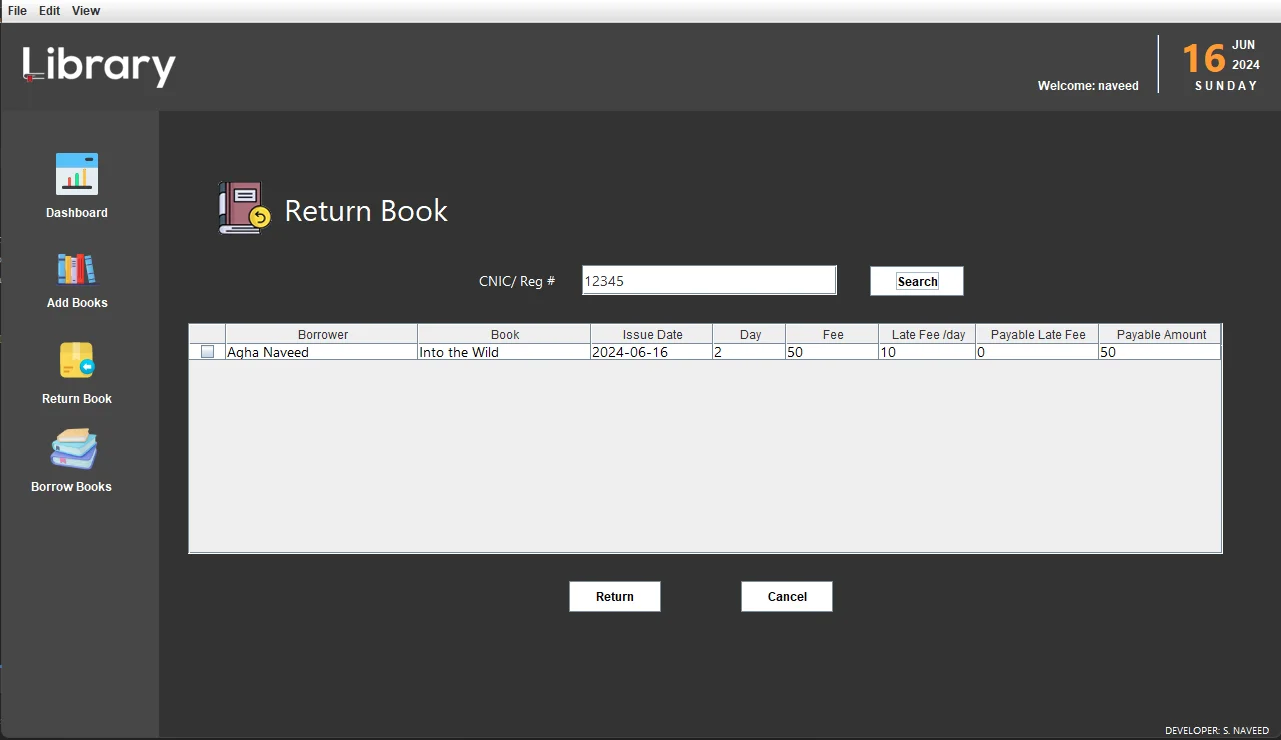 File Edit View
Library
Welcome: naveed
16 JUN
2024
SUNDAY
Dashboard
Add Books
Return Book
Borrow Books
Return Book
CNIC/ Reg # 12345 Search
Borrower Book Issue Date Day Fee Late Fee /day Payable Late Fee Payable Amount
Agha Naveed Into the Wild 2024-06-16 2 50 10 0 50
Return Cancel
DEVELOPER: S. NAVEED